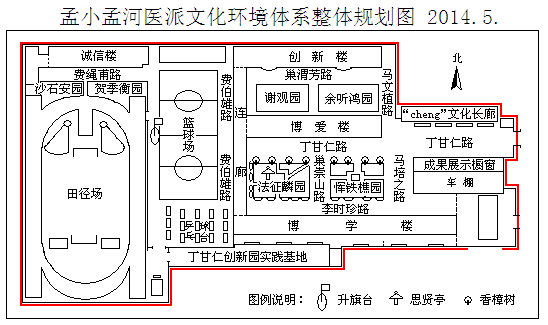 孟小孟河医派文化环境体系整体规划图 2014.5.
诚信楼
费绳甫路
沙石安园
贺季衡园
田径场
费伯雄路
篮球场
费伯雄路
乒乓球台
连廊
创新楼
巢渭芳路
谢观园
余听鸿园
博爱楼
马文植路
北
“cheng”文化长廊
丁甘仁路
丁甘仁路
成果展示橱窗
车棚
法征麟园
巢崇山路
恽铁樵园
马培之路
李时珍路
博学楼
丁甘仁创新园实践基地
图例说明:
升旗台
思贤亭
香樟树